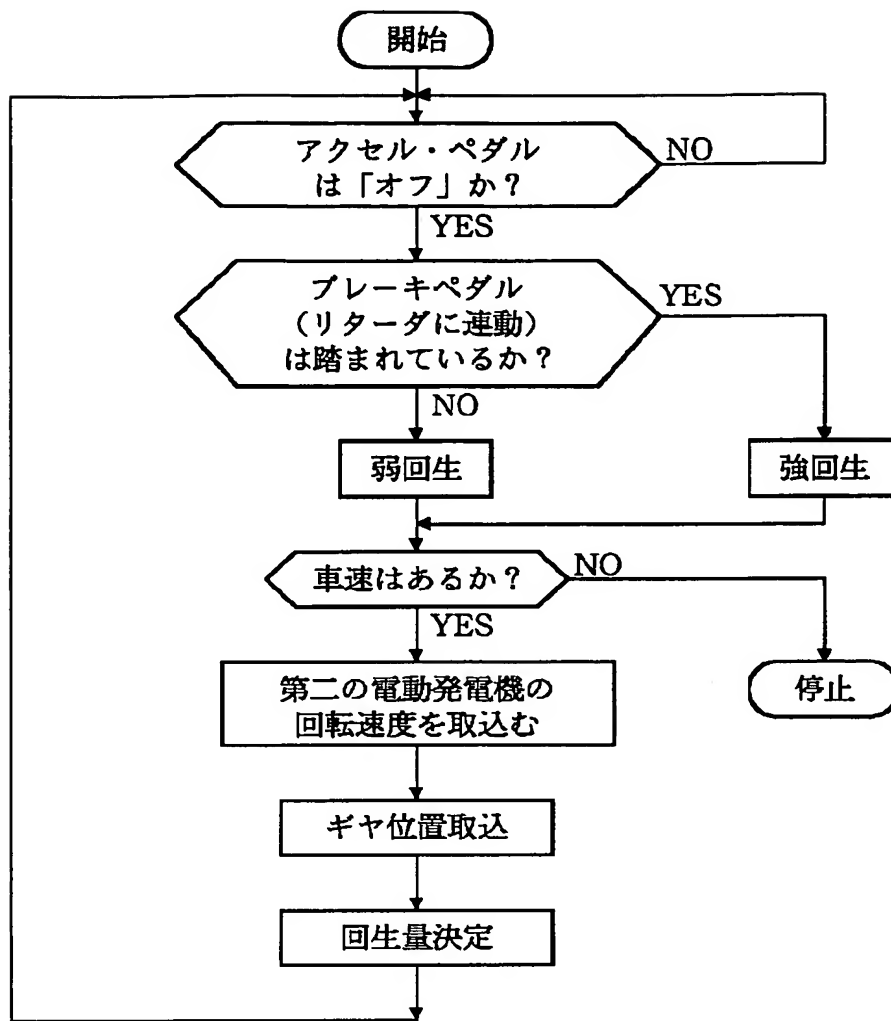 開始
アクセル・ペダル
は「オフ」か？
NO
YES
ブレーキペダル
（リターダに連動）
は踏まれているか？
YES
NO
弱回生
強回生
車速はあるか？
NO
YES
第二の電動発電機の
回転速度を取込む
停止
ギヤ位置取込
回生量決定